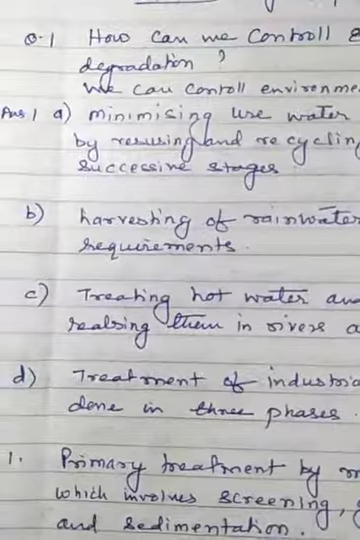 Q.1 How can we Controll
degradation ?
We can controll environme
Ans 1 a) minimising use water
by resusing and recyclin
successive stages
b) harvesting of rainwater
requirements.
c) Treating hot water an
realsing them in rivers a
d) Treatment of industria
done in three phases
1. Primary treatment by m
which involves screening,
and sedimentation.